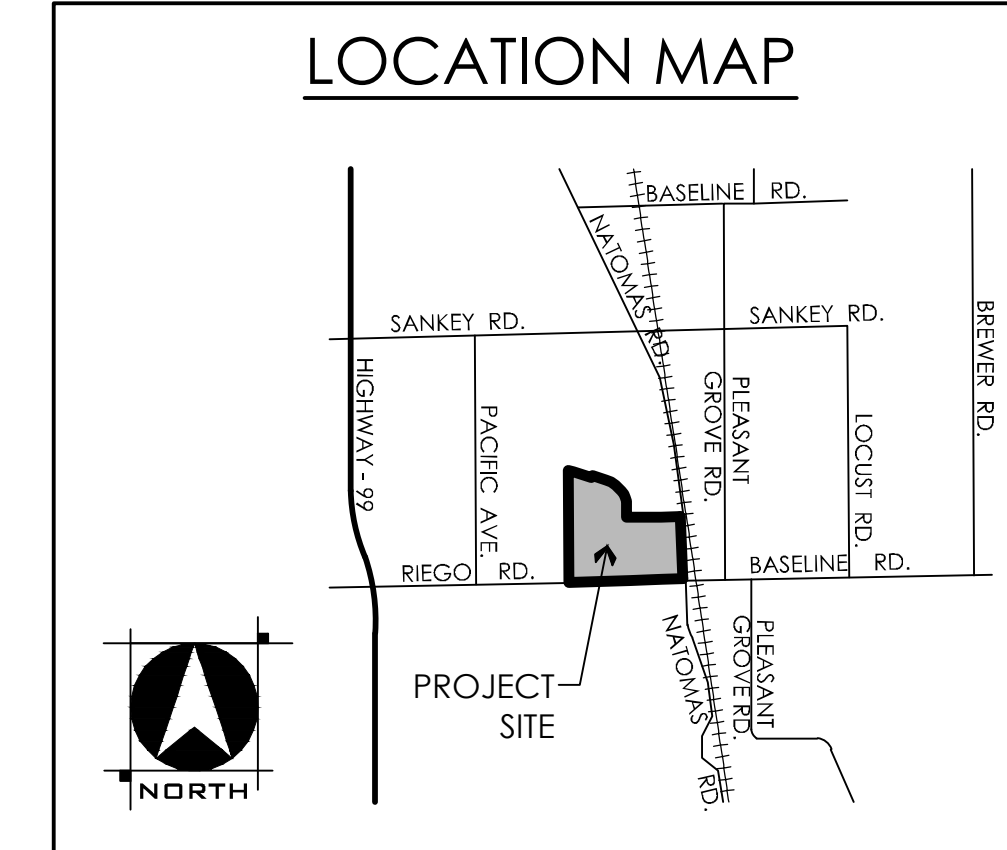 LOCATION MAP
BASELINE RD.
NATOMAS RD.
SANKEY RD.
SANKEY RD.
BREWER RD.
HIGHWAY - 99
PACIFIC AVE.
PLEASANT
GROVE RD.
LOCUST RD.
RIEGO RD.
BASELINE RD.
PROJECT
SITE
NATOMAS RD.
PLEASANT
GROVE RD.
NORTH